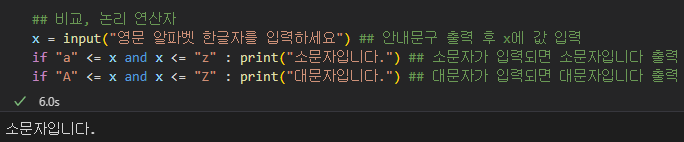 ## 비교, 논리 연산자
x = input("영문 알파벳 한글자를 입력하세요") ## 안내문구 출력 후 x에 값 입력
if "a" <= x and x <= "z" : print("소문자입니다.") ## 소문자가 입력되면 소문자입니다 출력
if "A" <= x and x <= "Z" : print("대문자입니다.") ## 대문자가 입력되면 대문자입니다 출력
✓ 6.0s
소문자입니다.